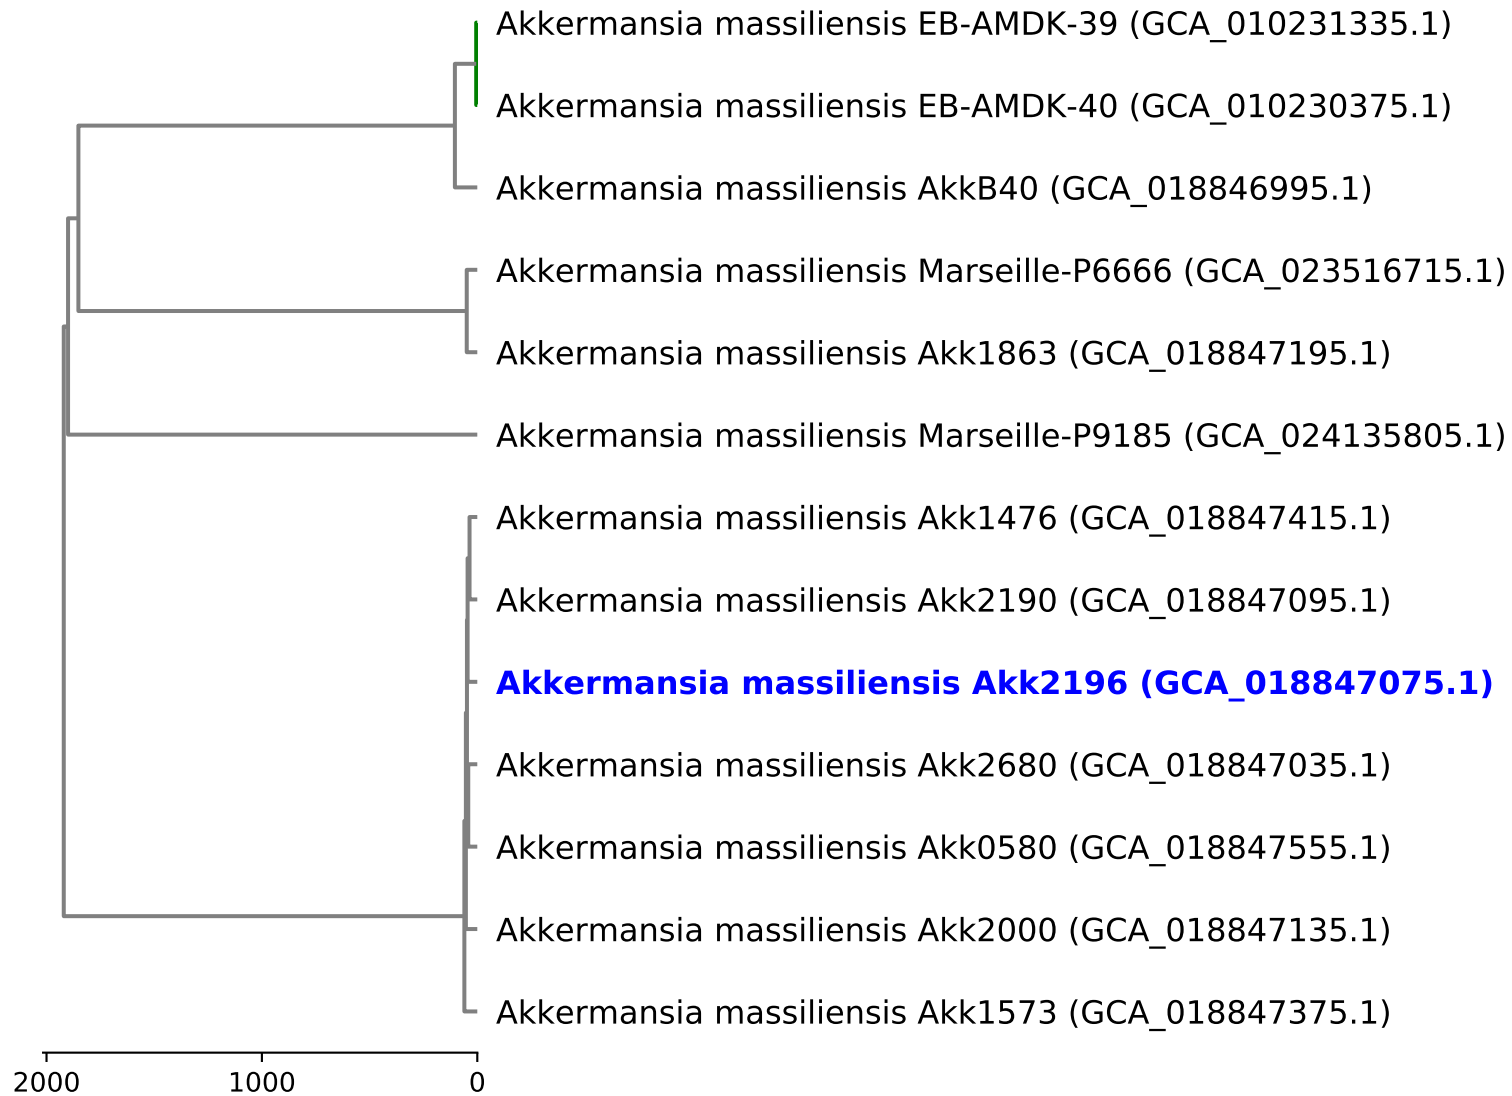 Akkermansia massiliensis EB-AMDK-39 (GCA_010231335.1)
Akkermansia massiliensis EB-AMDK-40 (GCA_010230375.1)
Akkermansia massiliensis AkkB40 (GCA_018846995.1)
Akkermansia massiliensis Marseille-P6666 (GCA_023516715.1)
Akkermansia massiliensis Akk1863 (GCA_018847195.1)
Akkermansia massiliensis Marseille-P9185 (GCA_024135805.1)
Akkermansia massiliensis Akk1476 (GCA_018847415.1)
Akkermansia massiliensis Akk2190 (GCA_018847095.1)
Akkermansia massiliensis Akk2196 (GCA_018847075.1)
Akkermansia massiliensis Akk2680 (GCA_018847035.1)
Akkermansia massiliensis Akk0580 (GCA_018847555.1)
Akkermansia massiliensis Akk2000 (GCA_018847135.1)
Akkermansia massiliensis Akk1573 (GCA_018847375.1)
2000 1000 0